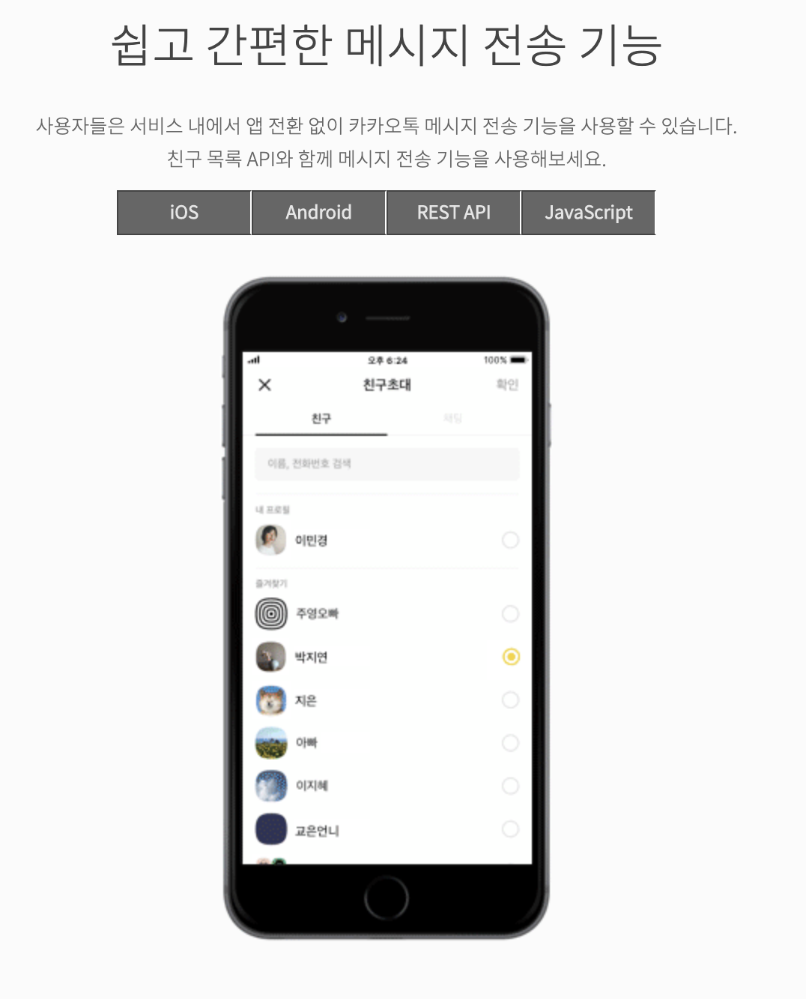 쉽고 간편한 메시지 전송 기능
사용자들은 서비스 내에서 앱 전환 없이 카카오톡 메시지 전송 기능을 사용할 수 있습니다.
친구 목록 API와 함께 메시지 전송 기능을 사용해보세요.
iOS Android REST API JavaScript
오후 6:24 100%
친구초대 확인
친구 채팅
이름, 전화번호 검색
내 프로필
이민경
즐겨찾기
주영오빠
박지연
지은
아빠
이지혜
교은언니